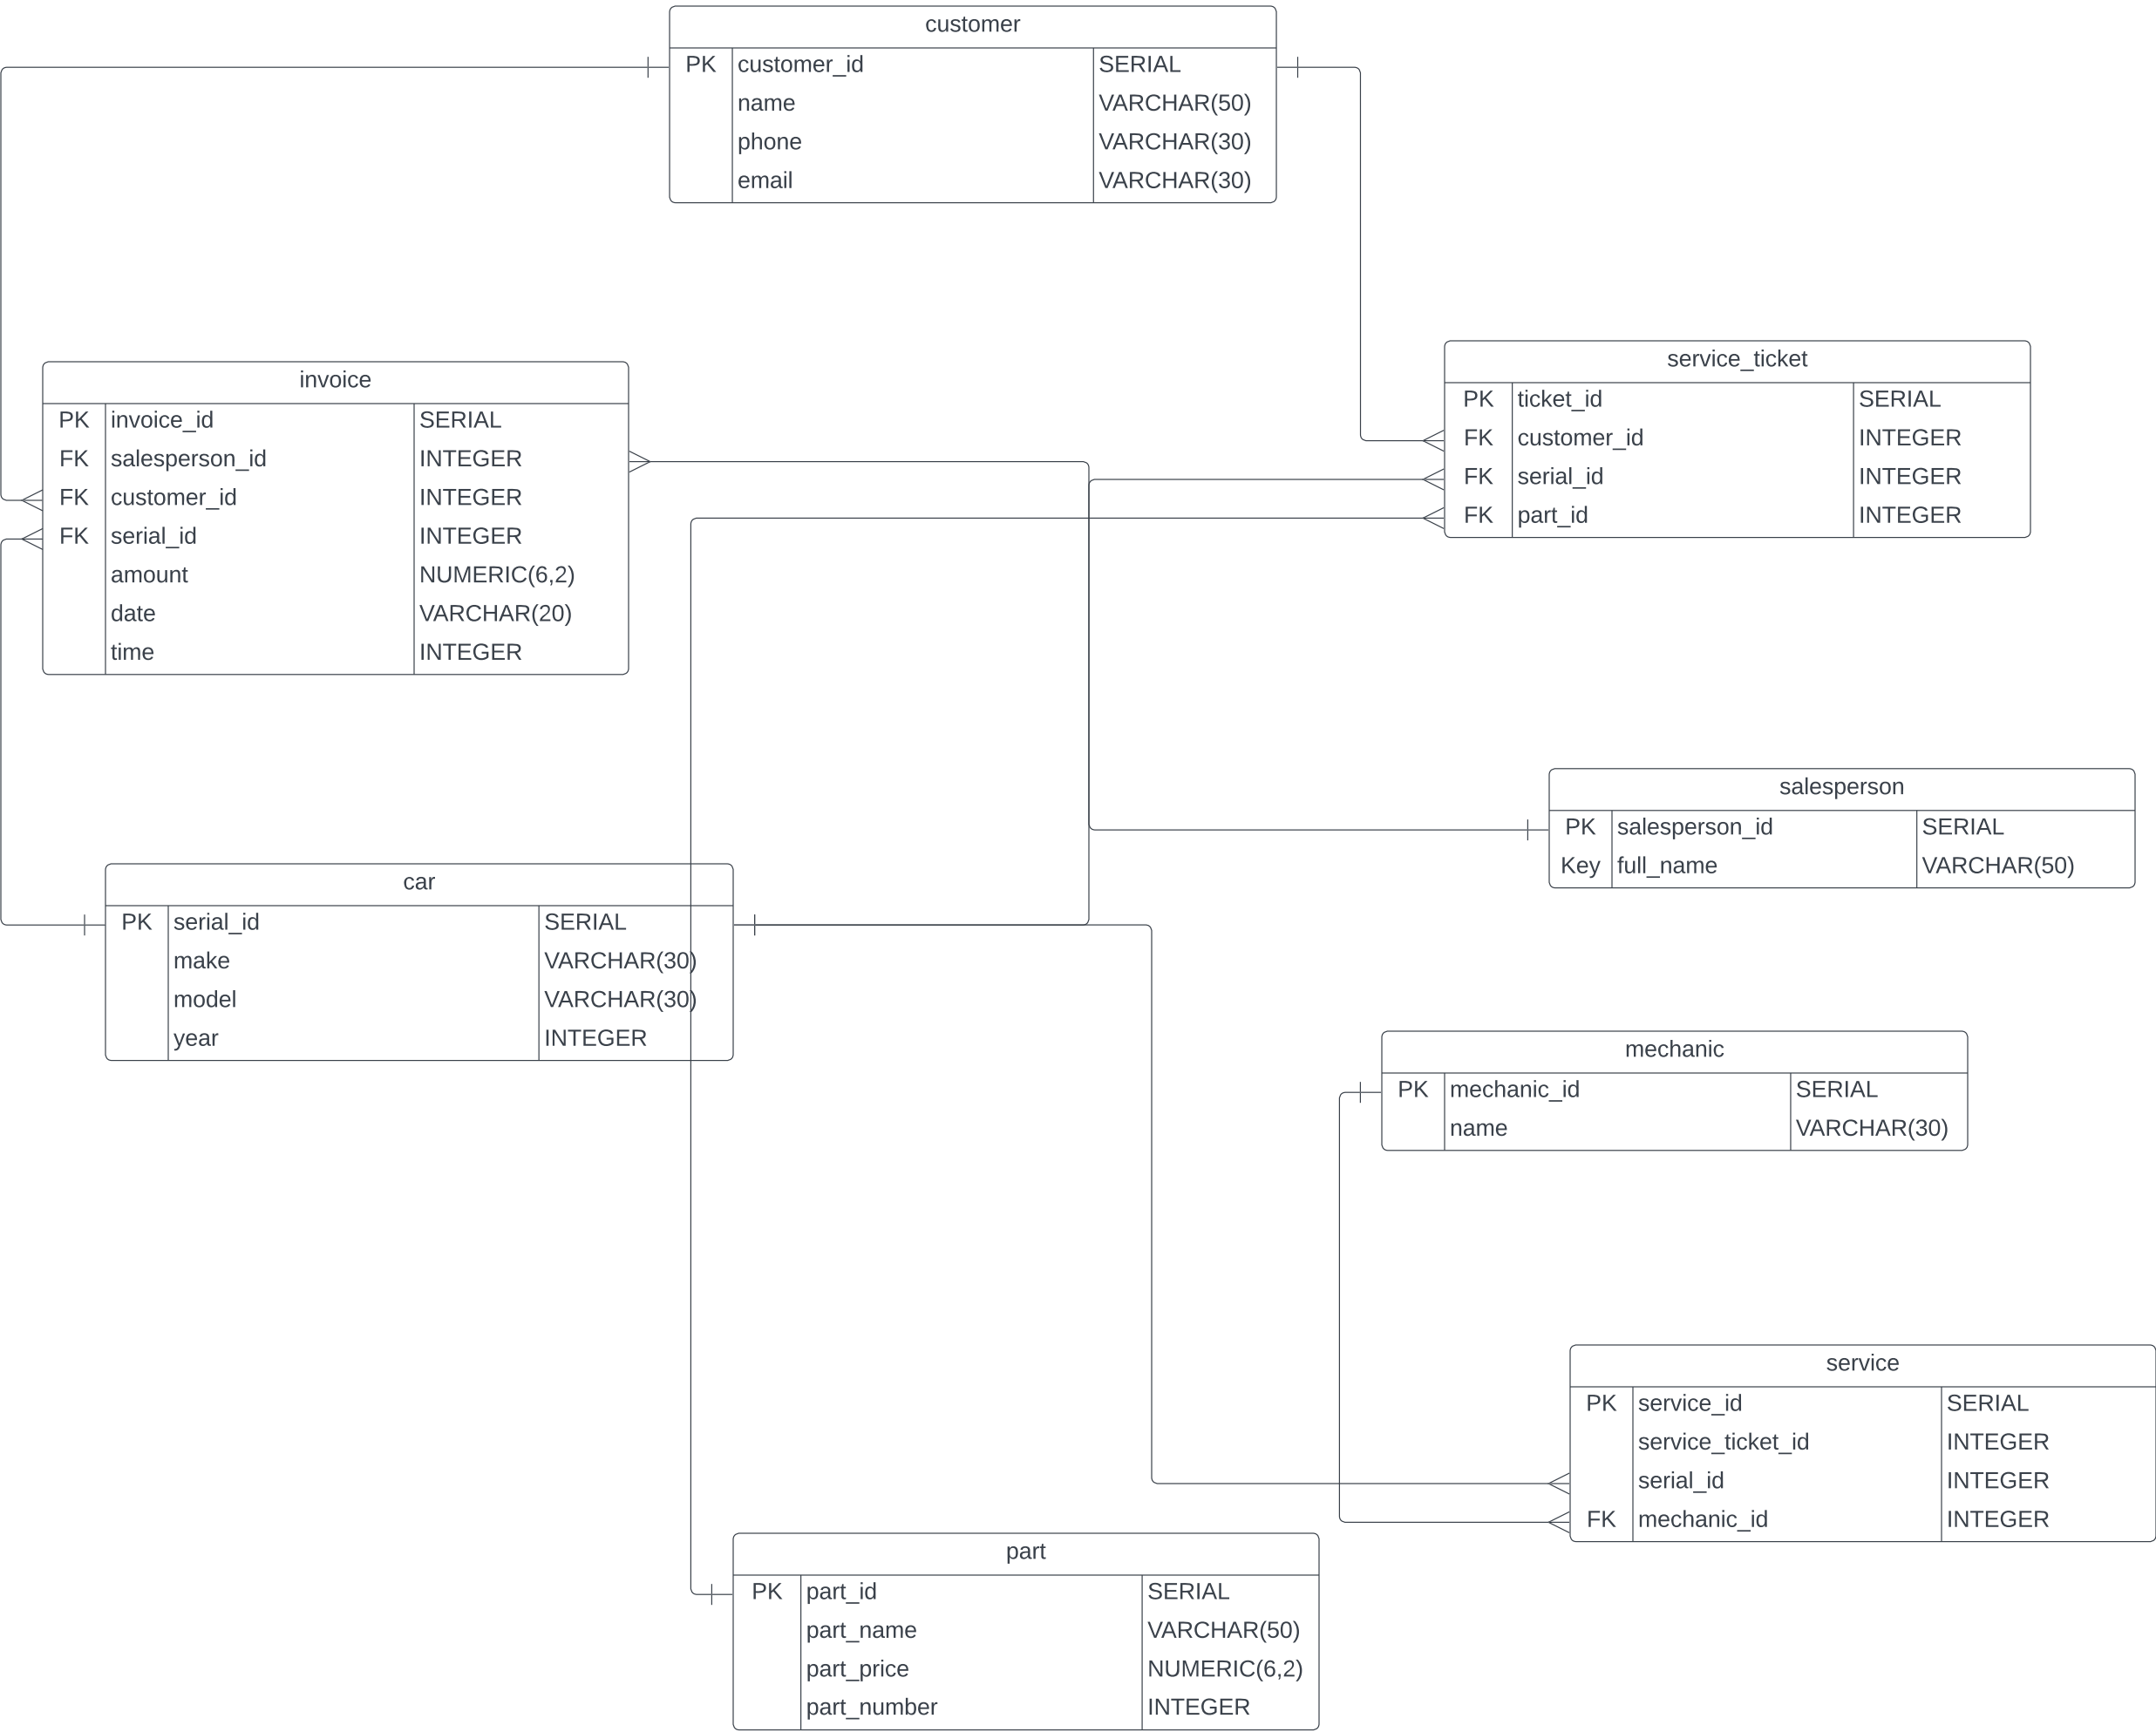 customer
PK customer_id SERIAL
name VARCHAR(50)
phone VARCHAR(30)
email VARCHAR(30)
invoice
PK invoice_id SERIAL
FK salesperson_id INTEGER
FK customer_id INTEGER
FK serial_id INTEGER
amount NUMERIC(6,2)
date VARCHAR(20)
time INTEGER
service_ticket
PK ticket_id SERIAL
FK customer_id INTEGER
FK serial_id INTEGER
FK part_id INTEGER
salesperson
PK salesperson_id SERIAL
Key full_name VARCHAR(50)
car
PK serial_id SERIAL
make VARCHAR(30)
model VARCHAR(30)
year INTEGER
mechanic
PK mechanic_id SERIAL
name VARCHAR(30)
service
PK service_id SERIAL
service_ticket_id INTEGER
serial_id INTEGER
FK mechanic_id INTEGER
part
PK part_id SERIAL
part_name VARCHAR(50)
part_price NUMERIC(6,2)
part_number INTEGER